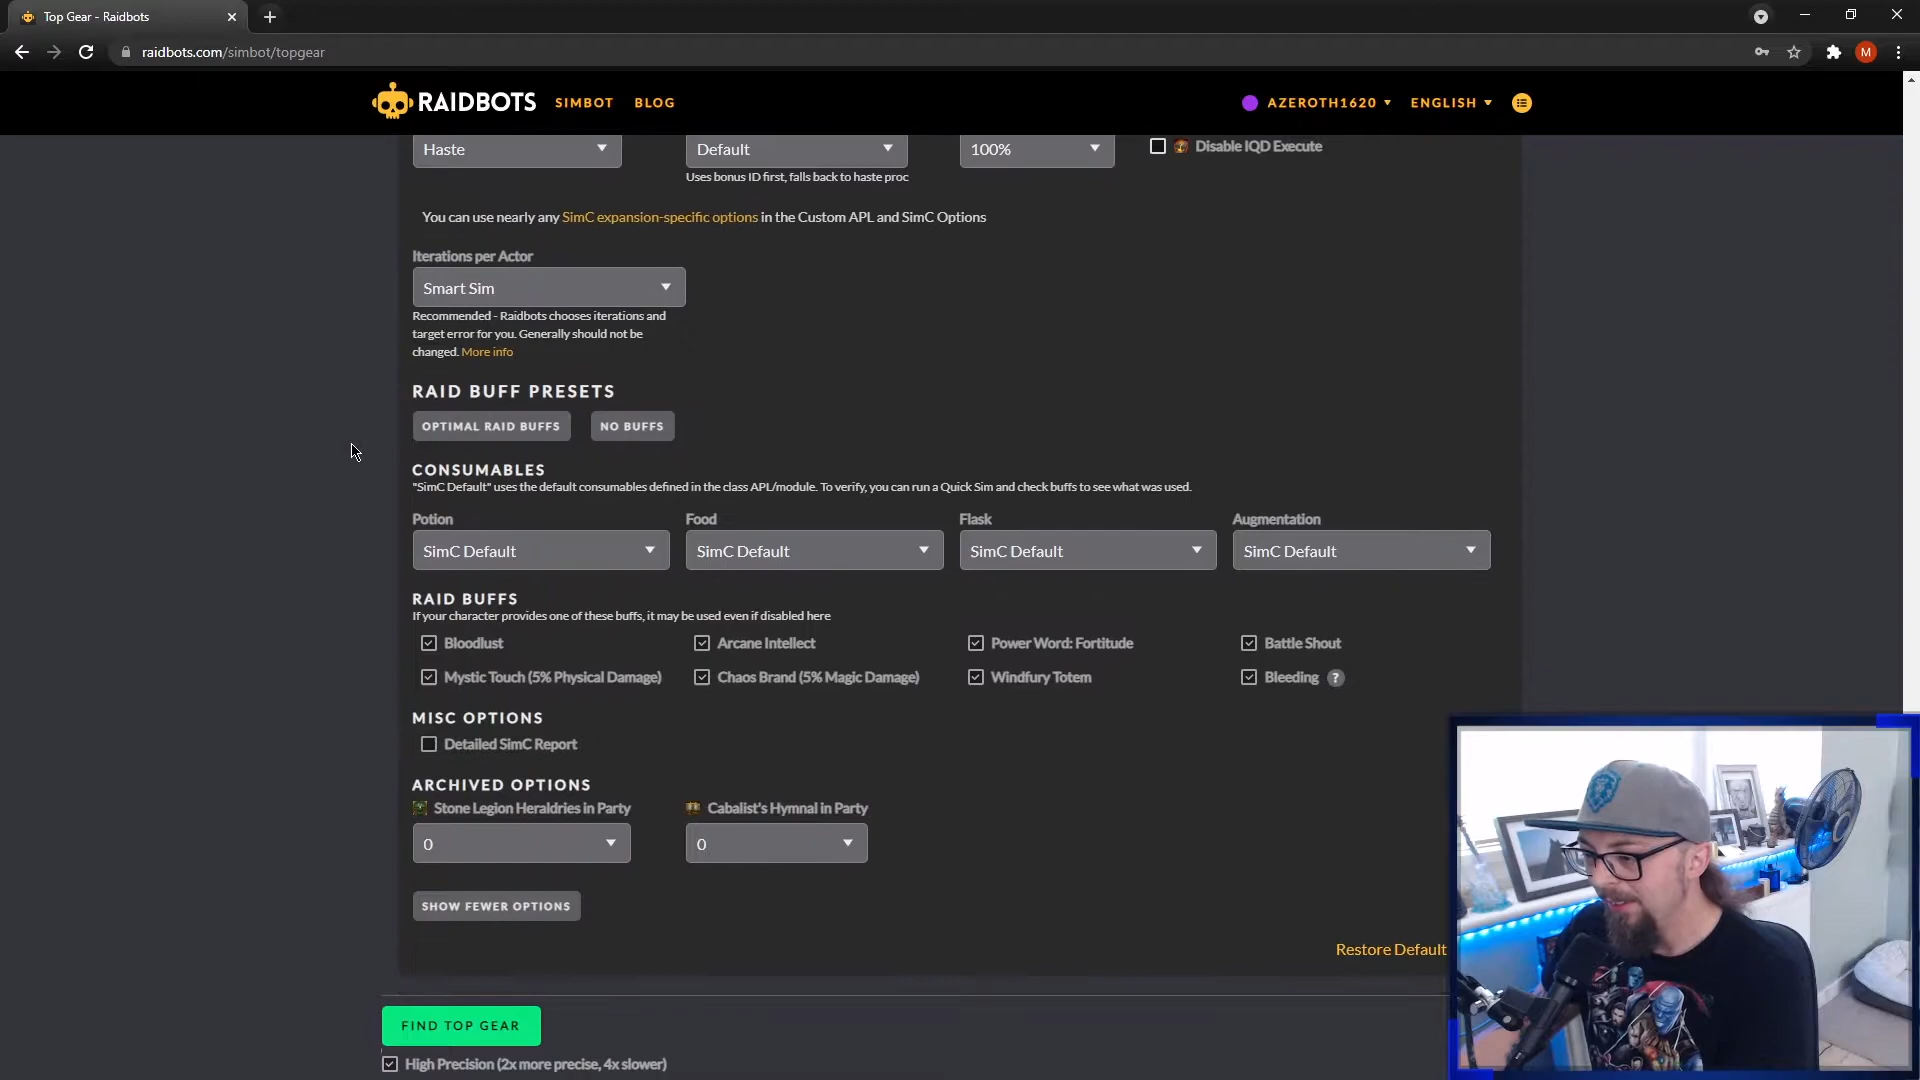 Top Gear - Raidbots
raidbots.com/simbot/topgear
M
RAIDBOTS
SIMBOT
BLOG
AZEROTH1620
ENGLISH
Haste
Default
100%
Disable IQD Execute
Uses bonus ID first, falls back to haste proc
You can use nearly any SimC expansion-specific options in the Custom APL and SimC Options
Iterations per Actor
Smart Sim
Recommended - Raidbots chooses iterations and
target error for you. Generally should not be
changed. More info
RAID BUFF PRESETS
OPTIMAL RAID BUFFS
NO BUFFS
CONSUMABLES
"SimC Default" uses the default consumables defined in the class APL/module. To verify, you can run a Quick Sim and check buffs to see what was used.
Potion
Food
Flask
Augmentation
SimC Default
SimC Default
SimC Default
SimC Default
RAID BUFFS
If your character provides one of these buffs, it may be used even if disabled here
Bloodlust
Arcane Intellect
Power Word: Fortitude
Battle Shout
Mystic Touch (5% Physical Damage)
Chaos Brand (5% Magic Damage)
Windfury Totem
Bleeding ?
MISC OPTIONS
Detailed SimC Report
ARCHIVED OPTIONS
Stone Legion Heraldries in Party
Cabalist's Hymnal in Party
0
0
SHOW FEWER OPTIONS
Restore Default
FIND TOP GEAR
High Precision (2x more precise, 4x slower)